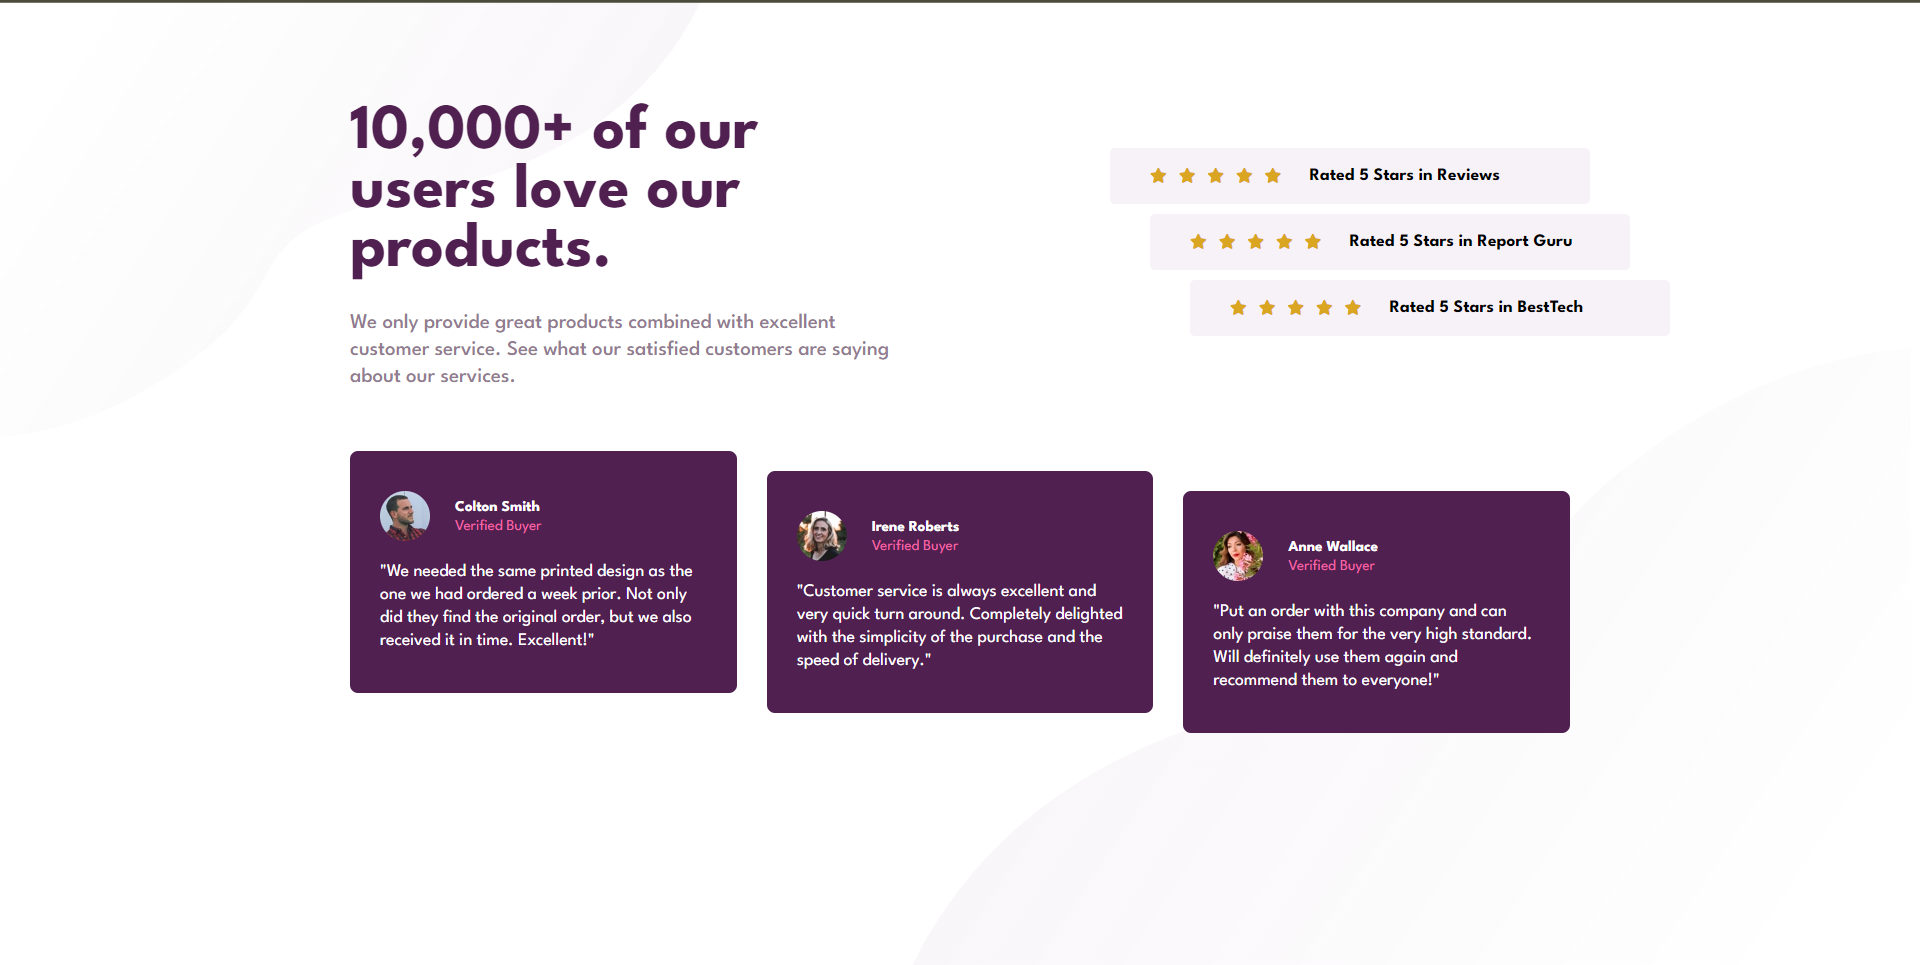 10,000+ of our
users love our
products.
We only provide great products combined with excellent
customer service. See what our satisfied customers are saying
about our services.
Rated 5 Stars in Reviews
Rated 5 Stars in Report Guru
Rated 5 Stars in BestTech
Colton Smith
Verified Buyer
"We needed the same printed design as the
one we had ordered a week prior. Not only
did they find the original order, but we also
received it in time. Excellent!"
Irene Roberts
Verified Buyer
"Customer service is always excellent and
very quick turn around. Completely delighted
with the simplicity of the purchase and the
speed of delivery."
Anne Wallace
Verified Buyer
"Put an order with this company and can
only praise them for the very high standard.
Will definitely use them again and
recommend them to everyone!"